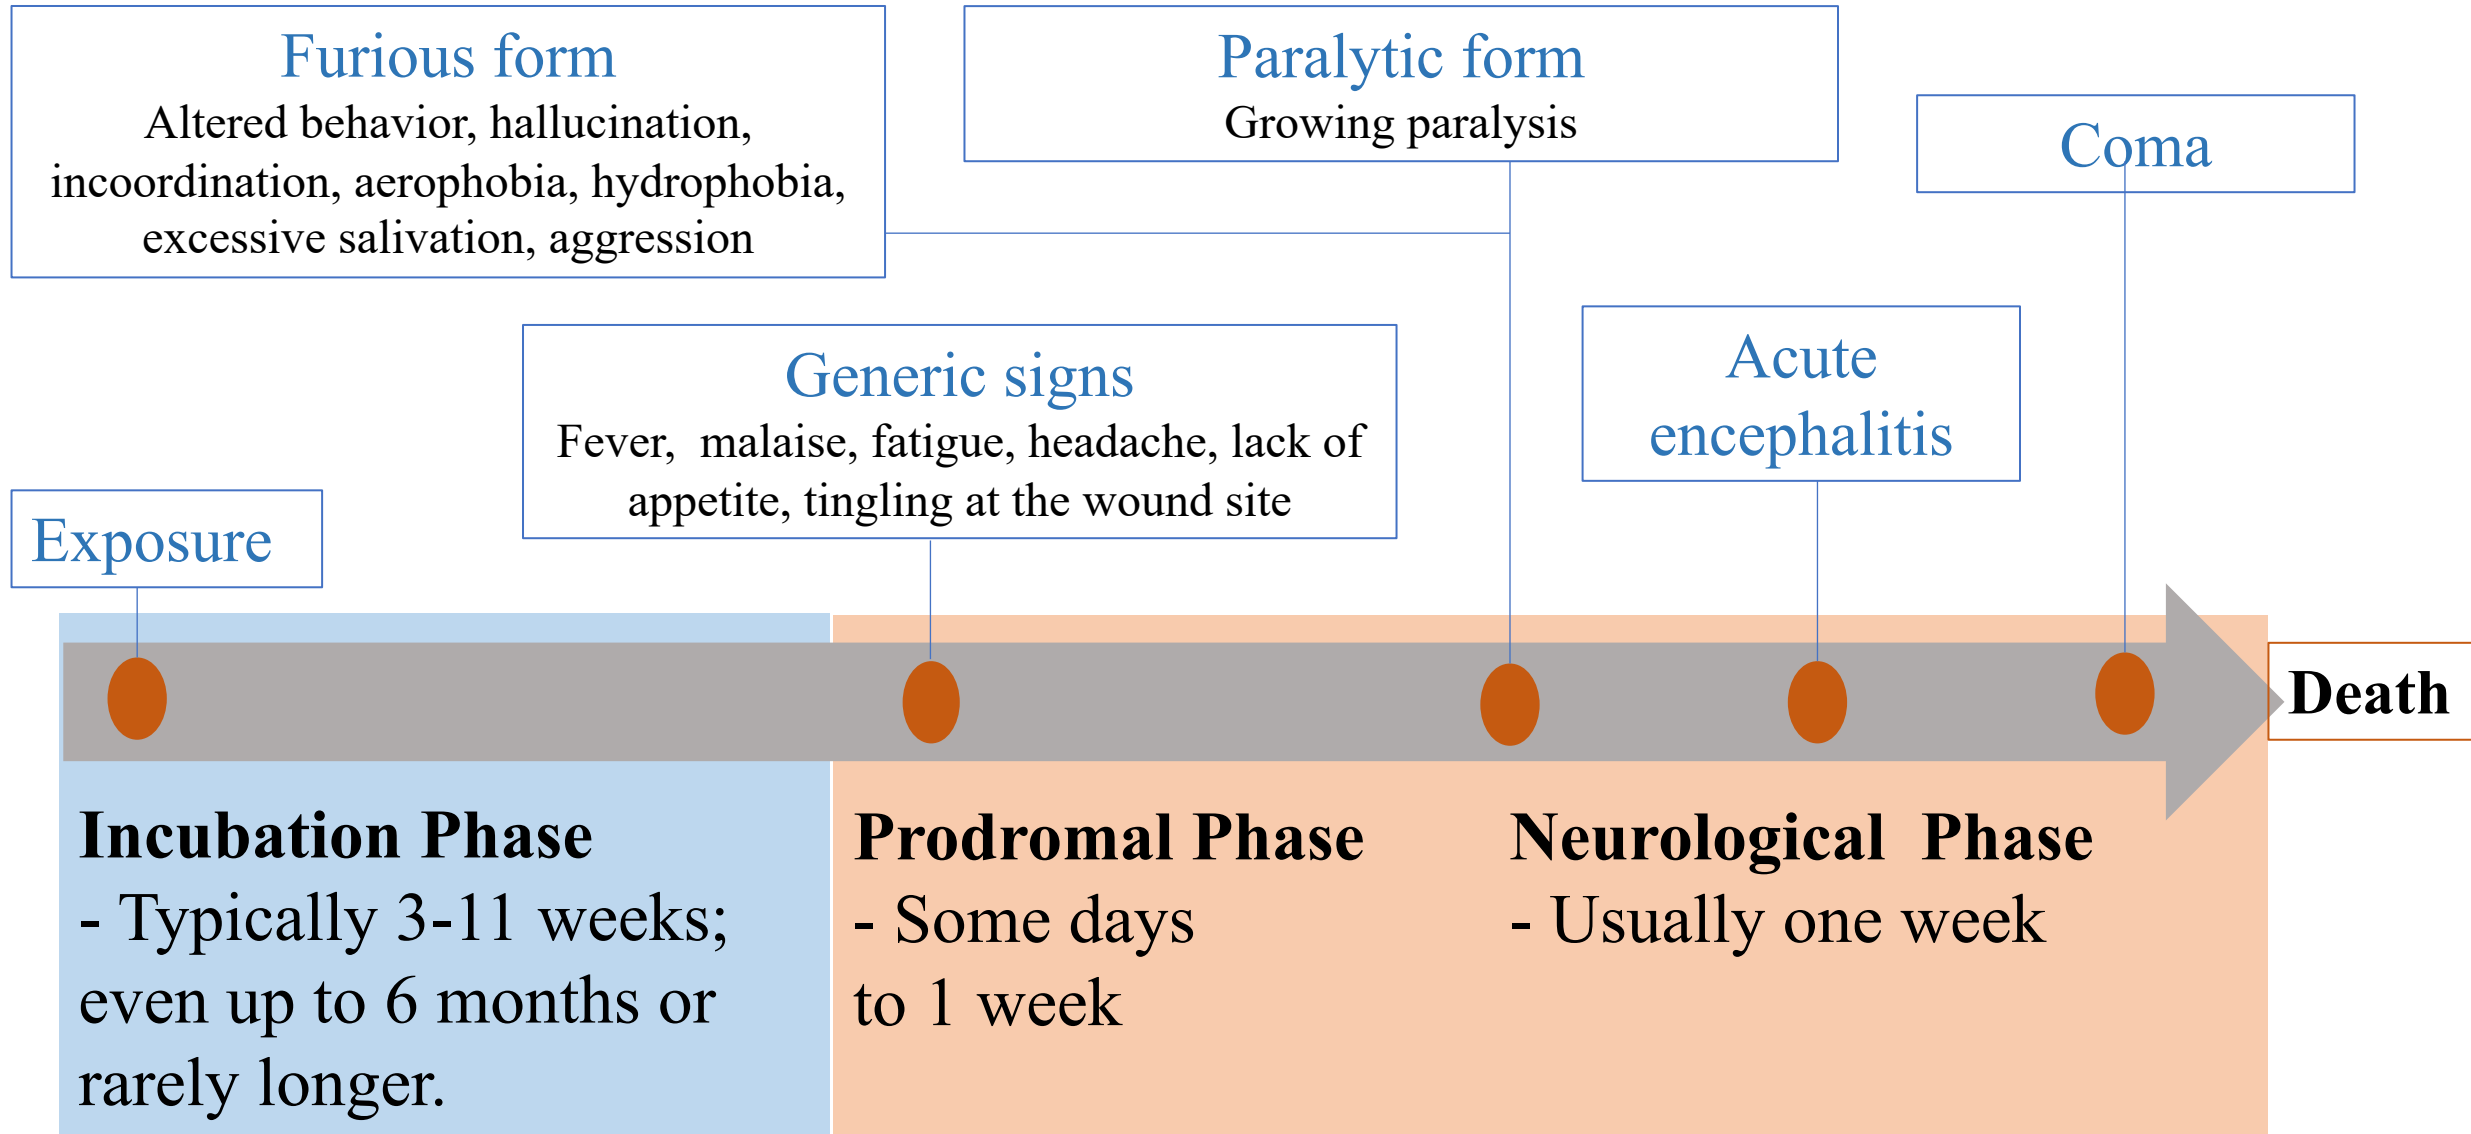 Furious form
Altered behavior, hallucination,
incoordination, aerophobia, hydrophobia,
excessive salivation, aggression
Paralytic form
Growing paralysis
Coma
Generic signs
Fever, malaise, fatigue, headache, lack of
appetite, tingling at the wound site
Acute
encephalitis
Exposure
Death
Incubation Phase
- Typically 3-11 weeks;
even up to 6 months or
rarely longer.
Prodromal Phase
- Some days
to 1 week
Neurological Phase
- Usually one week